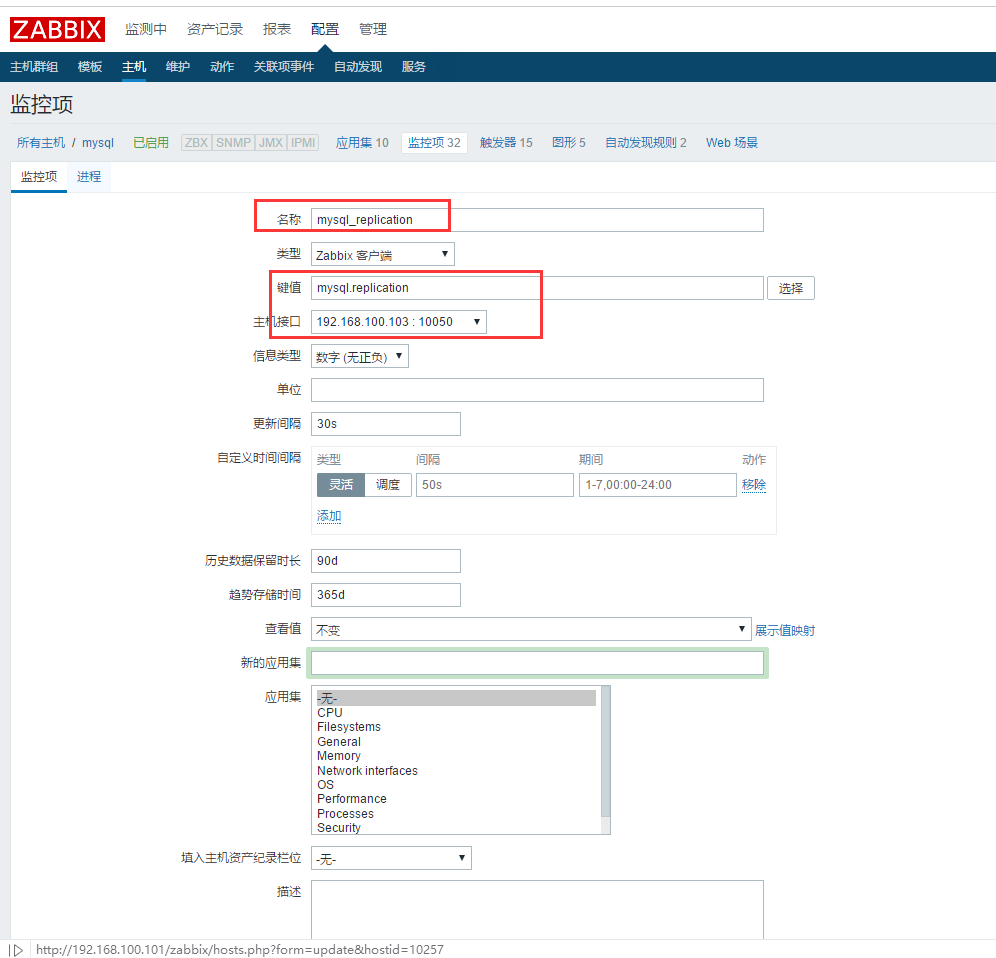 ZABBIX 监测中 资产记录 报表 配置 管理
主机群组 模板 主机 维护 动作 关联项事件 自动发现 服务
监控项
所有主机 / mysql 已启用 ZBX SNMP JMX IPMI 应用集 10 监控项 32 触发器 15 图形 5 自动发现规则 2 Web 场景
监控项 进程
名称 mysql_replication
类型 Zabbix 客户端
键值 mysql.replication 选择
主机接口 192.168.100.103 : 10050
信息类型 数字 (无正负)
单位
更新间隔 30s
自定义时间间隔 类型 间隔 期间 动作
灵活 调度 50s 1-7,00:00-24:00 移除
添加
历史数据保留时长 90d
趋势存储时间 365d
查看值 不变 展示值映射
新的应用集
应用集 -无-
CPU
Filesystems
General
Memory
Network interfaces
OS
Performance
Processes
Security
填入主机资产纪录栏位 -无-
描述
http://192.168.100.101/zabbix/hosts.php?form=update&hostid=10257